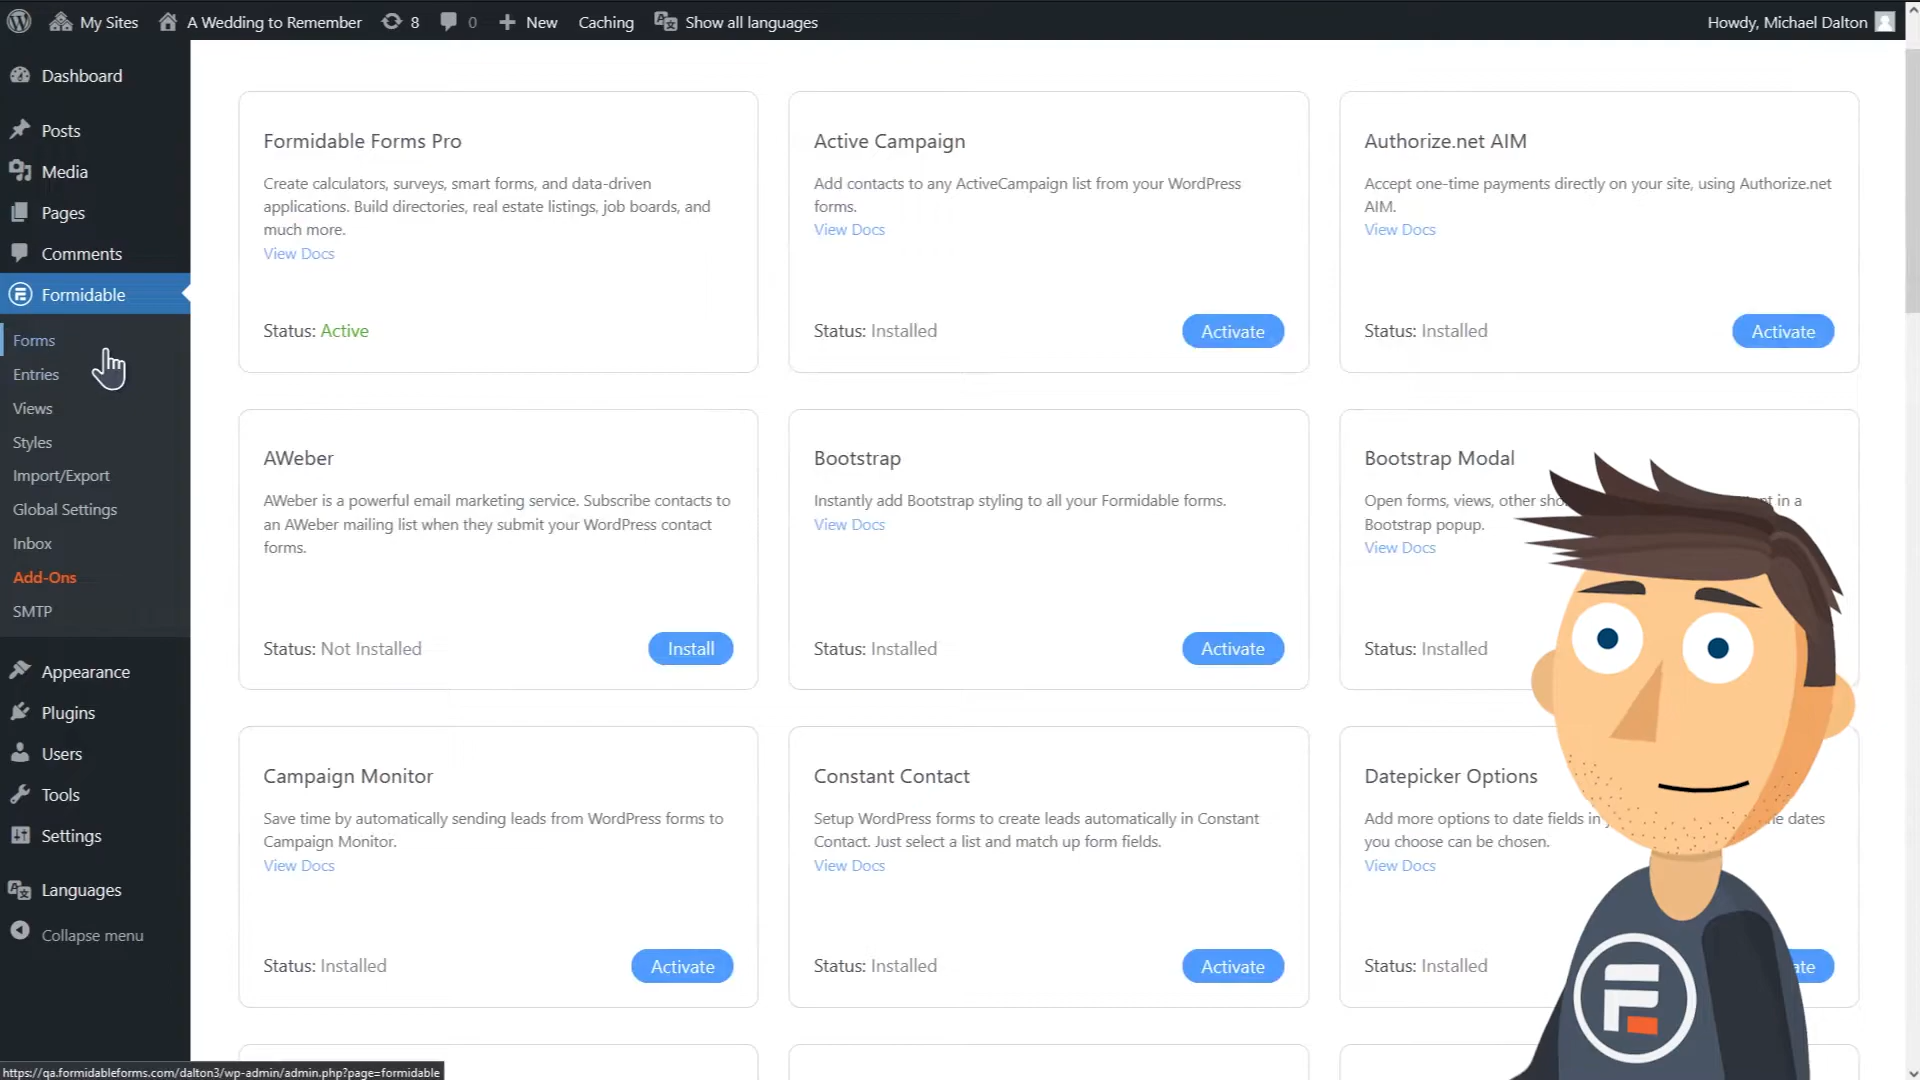 My Sites
A Wedding to Remember
8
0
New
Caching
Show all languages
Howdy, Michael Dalton
Dashboard
Posts
Media
Pages
Comments
Formidable
Forms
Entries
Views
Styles
Import/Export
Global Settings
Inbox
Add-Ons
SMTP
Appearance
Plugins
Users
Tools
Settings
Languages
Collapse menu
Formidable Forms Pro
Create calculators, surveys, smart forms, and data-driven
applications. Build directories, real estate listings, job boards, and
much more.
View Docs
Status: Active
Active Campaign
Add contacts to any ActiveCampaign list from your WordPress
forms.
View Docs
Status: Installed
Activate
Authorize.net AIM
Accept one-time payments directly on your site, using Authorize.net
AIM.
View Docs
Status: Installed
Activate
AWeber
AWeber is a powerful email marketing service. Subscribe contacts to
an AWeber mailing list when they submit your WordPress contact
forms.
Status: Not Installed
Install
Bootstrap
Instantly add Bootstrap styling to all your Formidable forms.
View Docs
Status: Installed
Activate
Bootstrap Modal
Open forms, views, other in a
Bootstrap popup.
View Docs
Status: Installed
Campaign Monitor
Save time by automatically sending leads from WordPress forms to
Campaign Monitor.
View Docs
Status: Installed
Activate
Constant Contact
Setup WordPress forms to create leads automatically in Constant
Contact. Just select a list and match up form fields.
View Docs
Status: Installed
Activate
Datepicker Options
Add more options to date fields in dates
you choose can be chosen.
View Docs
Status: Installed
https://qa.formidableforms.com/dalton3/wp-admin/admin.php?page=formidable